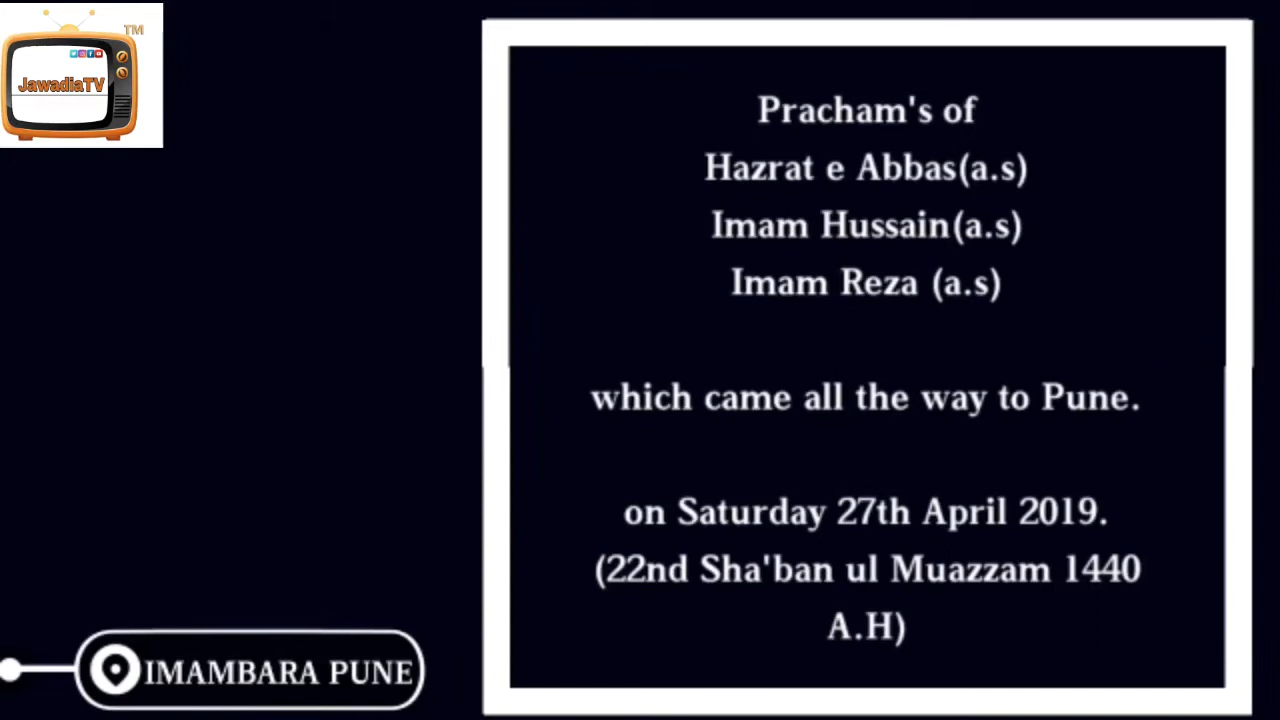 TM
JawadiaTV
Pracham's of
Hazrat e Abbas(a.s)
Imam Hussain(a.s)
Imam Reza (a.s)
which came all the way to Pune.
on Saturday 27th April 2019.
(22nd Sha'ban ul Muazzam 1440
A.H)
IMAMBARA PUNE